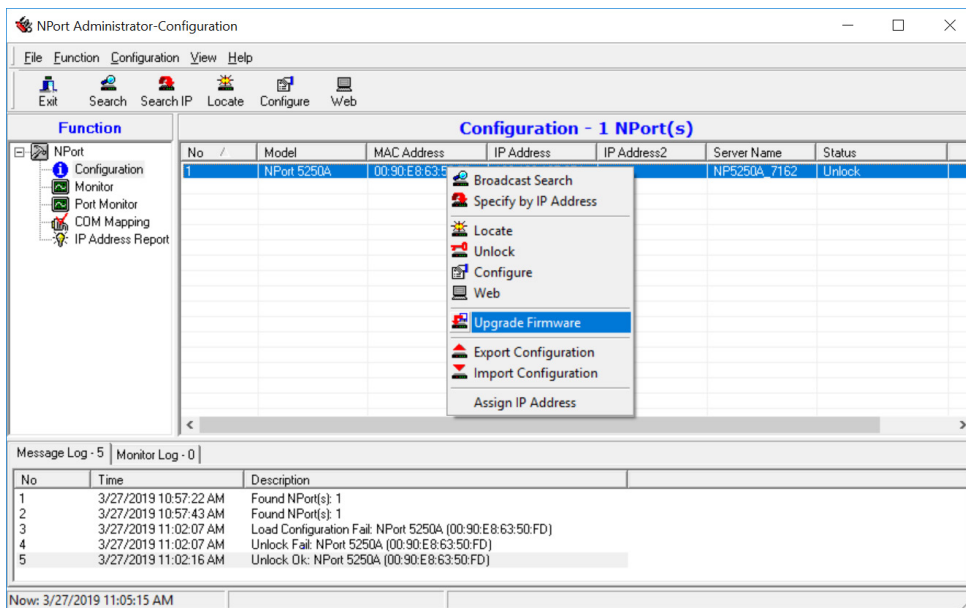 NPort Administrator-Configuration
File Function Configuration View Help
Exit Search Search IP Locate Configure Web
Function
Configuration - 1 NPort(s)
NPort
Configuration
Monitor
Port Monitor
COM Mapping
IP Address Report
No Model MAC Address IP Address IP Address2 Server Name Status
1 NPort 5250A 00:90:E8:63:5 NP5250A_7162 Unlock
Broadcast Search
Specify by IP Address
Locate
Unlock
Configure
Web
Upgrade Firmware
Export Configuration
Import Configuration
Assign IP Address
Message Log - 5 Monitor Log - 0
No Time Description
1 3/27/2019 10:57:22 AM Found NPort(s): 1
2 3/27/2019 10:57:43 AM Found NPort(s): 1
3 3/27/2019 11:02:07 AM Load Configuration Fail: NPort 5250A (00:90:E8:63:50:FD)
4 3/27/2019 11:02:07 AM Unlock Fail: NPort 5250A (00:90:E8:63:50:FD)
5 3/27/2019 11:02:16 AM Unlock Ok: NPort 5250A (00:90:E8:63:50:FD)
Now: 3/27/2019 11:05:15 AM